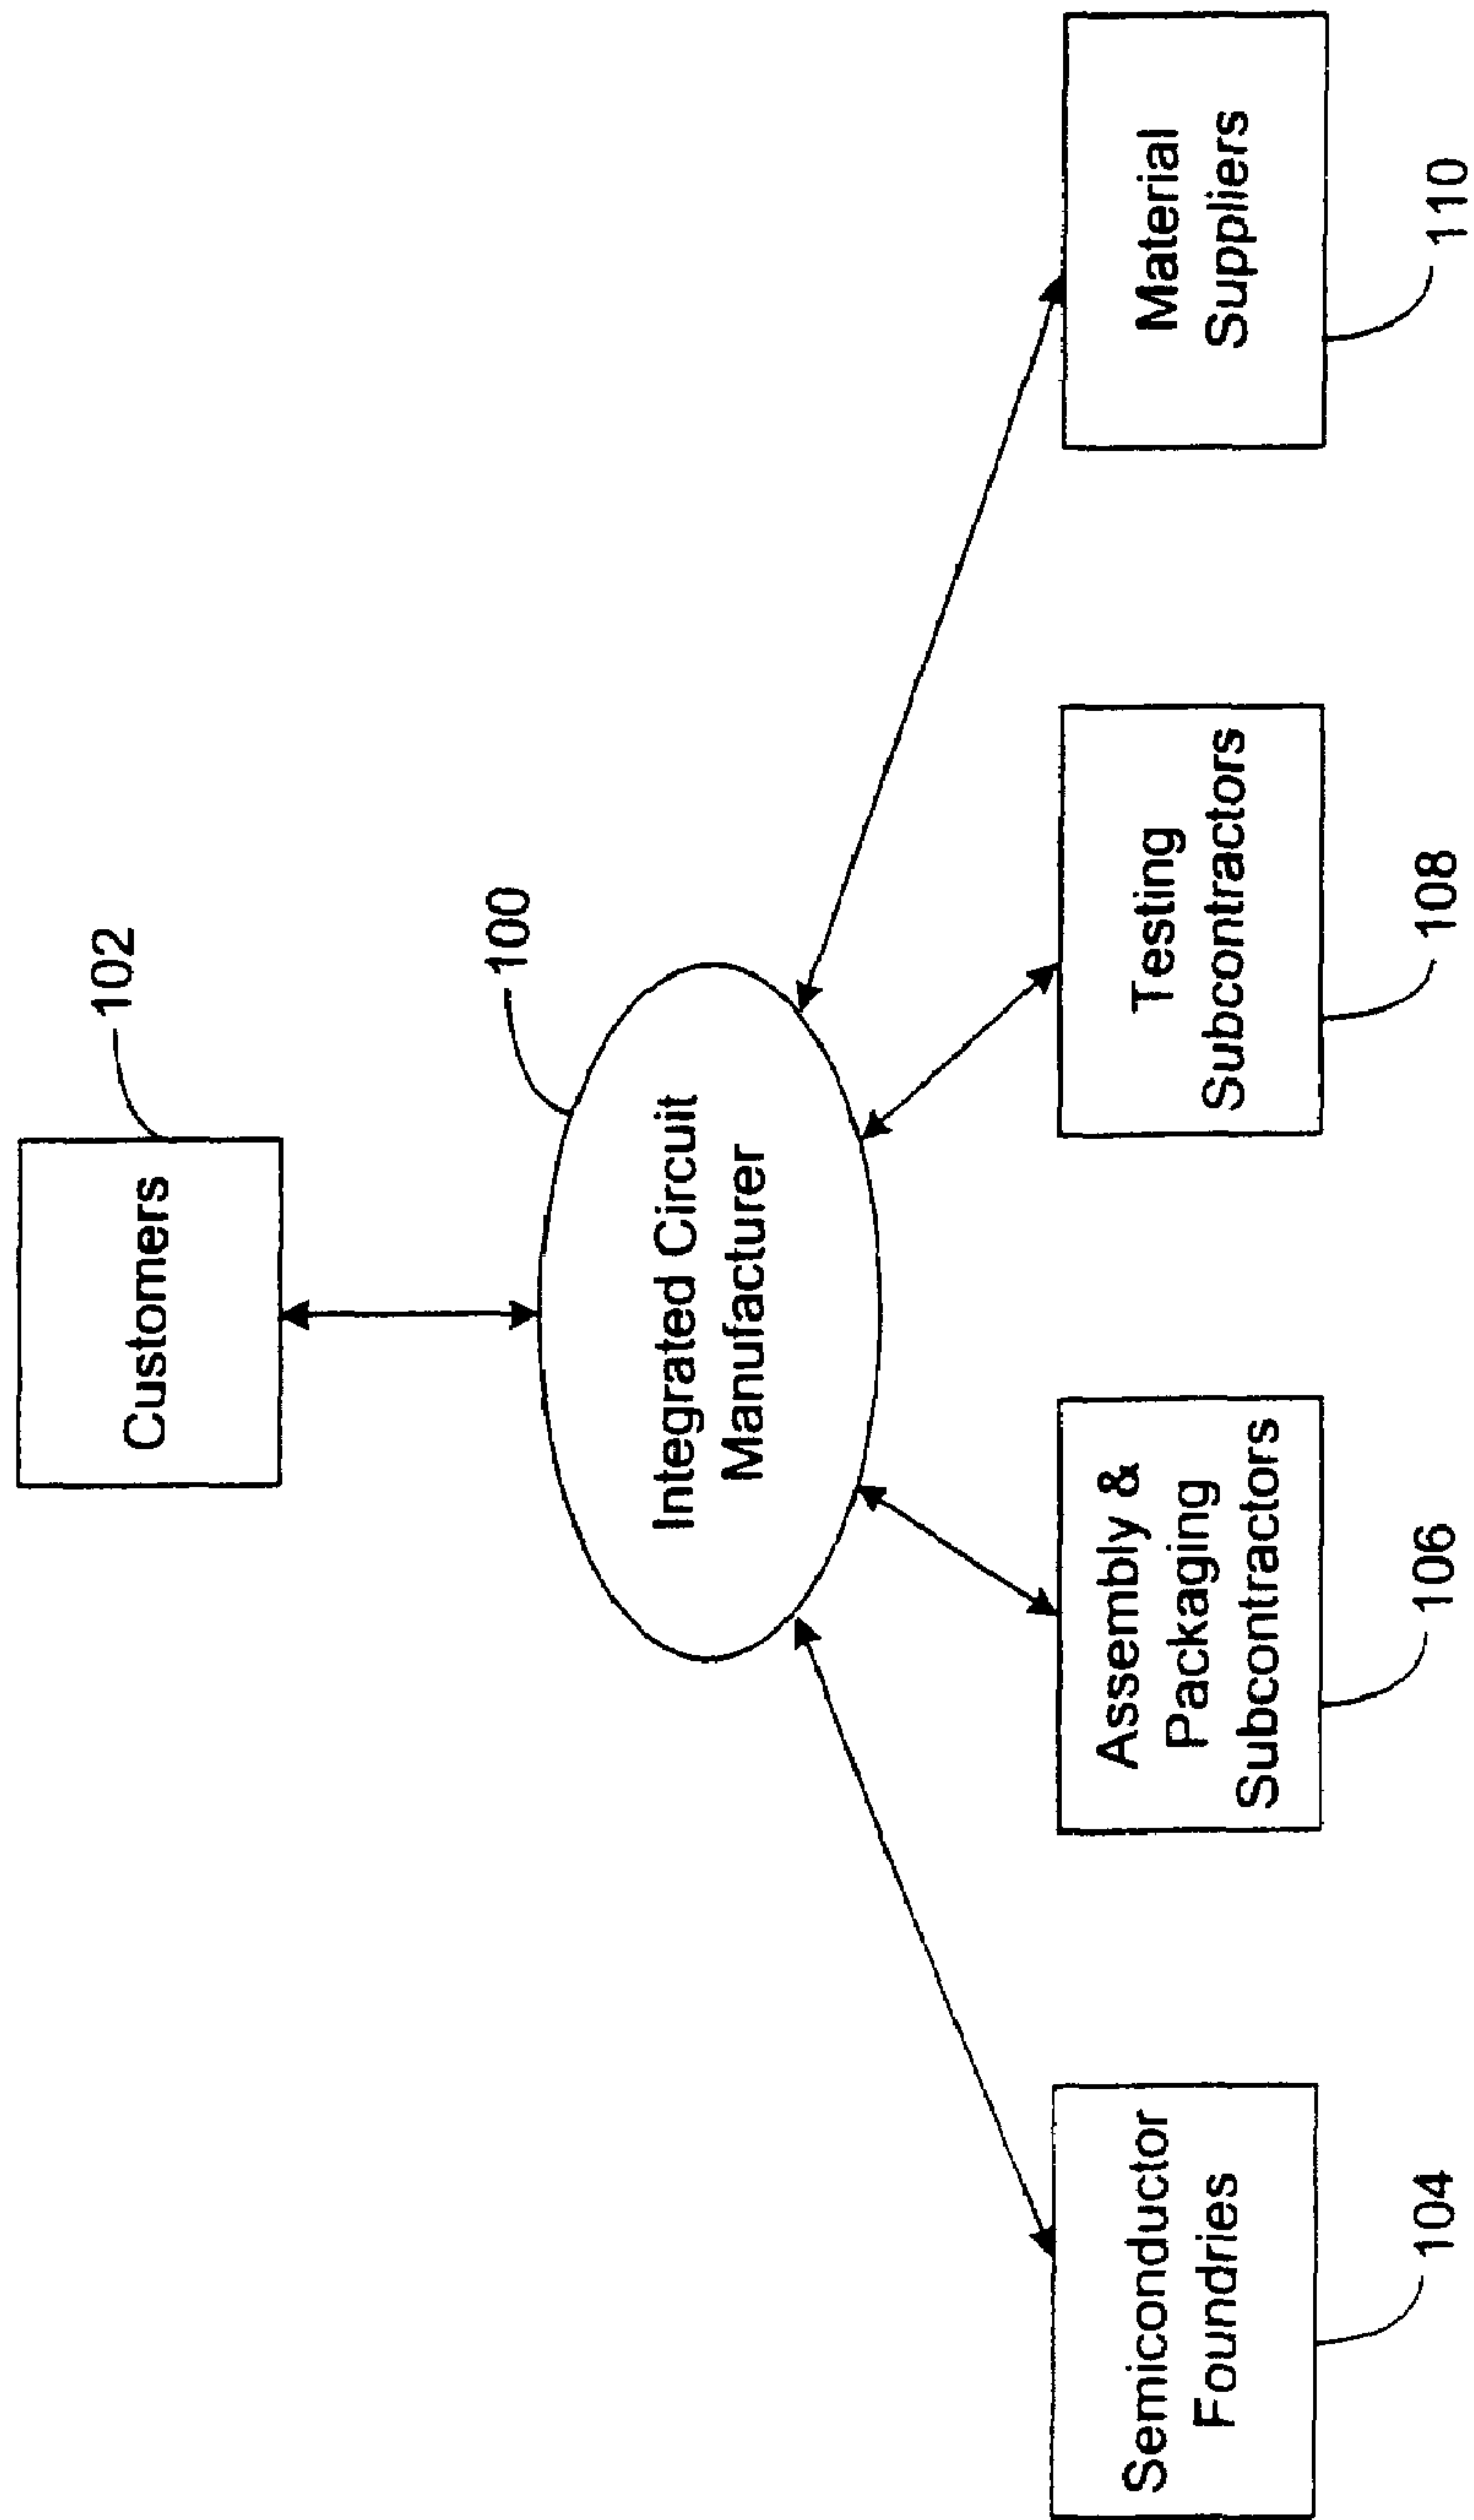 Customers
102
100
Integrated Circuit
Manufacturer
Semiconductor
Foundries
104
Assembly &
Packaging
Subcontractors
106
Testing
Subcontractors
108
Material
Suppliers
110